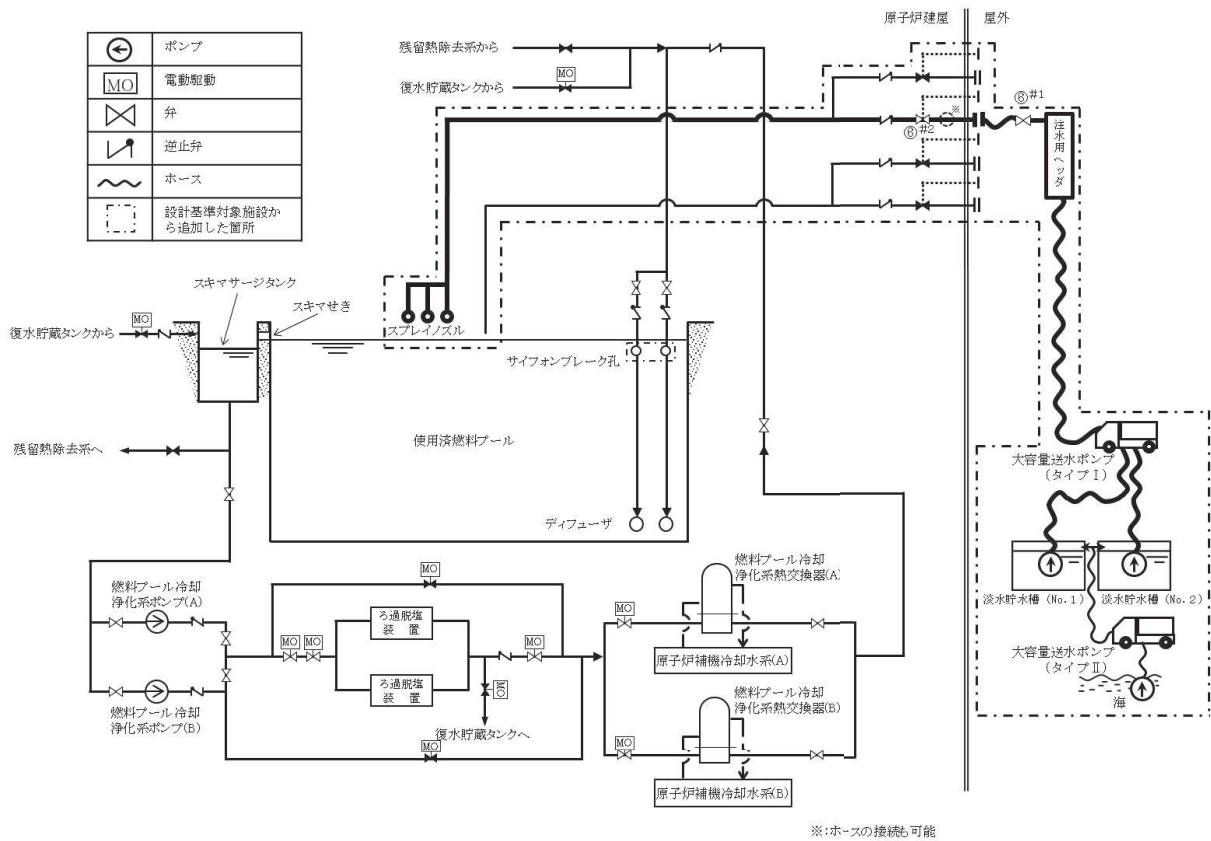 ポンプ
MO
電動駆動
弁
逆止弁
ホース
設計基準対象施設か
ら追加した箇所
残留熱除去系から
復水貯蔵タンクから
MO
原子炉建屋
屋外
※
⑥#1
⑥#2
注水用ヘッダ
スキマサージタンク
スキマせき
復水貯蔵タンクから
MO
スプレイノズル
サイフォンブレーク孔
残留熱除去系へ
使用済燃料プール
ディフューザ
大容量送水ポンプ
(タイプⅠ)
淡水貯水槽 (No.1)
淡水貯水槽 (No.2)
大容量送水ポンプ
(タイプⅡ)
海
燃料プール冷却
浄化系ポンプ(A)
燃料プール冷却
浄化系ポンプ(B)
MO
MO
MO
ろ過脱塩
装 置
ろ過脱塩
装 置
MO
MO
復水貯蔵タンクへ
MO
燃料プール冷却
浄化系熱交換器(A)
MO
原子炉補機冷却水系(A)
燃料プール冷却
浄化系熱交換器(B)
MO
原子炉補機冷却水系(B)
※:ホースの接続も可能